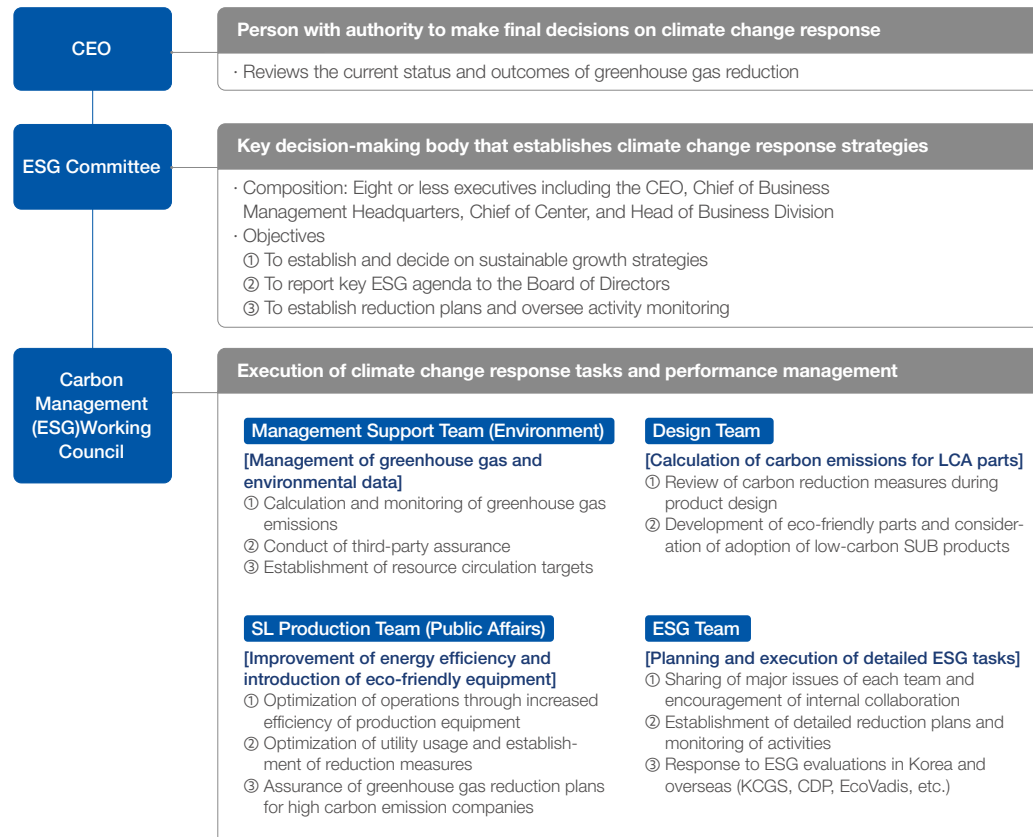 CEO
Person with authority to make final decisions on climate change response
· Reviews the current status and outcomes of greenhouse gas reduction
ESG Committee
Key decision-making body that establishes climate change response strategies
· Composition: Eight or less executives including the CEO, Chief of Business
Management Headquarters, Chief of Center, and Head of Business Division
· Objectives
① To establish and decide on sustainable growth strategies
② To report key ESG agenda to the Board of Directors
③ To establish reduction plans and oversee activity monitoring
Carbon
Management
(ESG)Working
Council
Execution of climate change response tasks and performance management
Management Support Team (Environment)
[Management of greenhouse gas and
environmental data]
① Calculation and monitoring of greenhouse gas
emissions
② Conduct of third-party assurance
③ Establishment of resource circulation targets
Design Team
[Calculation of carbon emissions for LCA parts]
① Review of carbon reduction measures during
product design
② Development of eco-friendly parts and consider-
ation of adoption of low-carbon SUB products
SL Production Team (Public Affairs)
[Improvement of energy efficiency and
introduction of eco-friendly equipment]
① Optimization of operations through increased
efficiency of production equipment
② Optimization of utility usage and establish-
ment of reduction measures
③ Assurance of greenhouse gas reduction plans
for high carbon emission companies
ESG Team
[Planning and execution of detailed ESG tasks]
① Sharing of major issues of each team and
encouragement of internal collaboration
② Establishment of detailed reduction plans and
monitoring of activities
③ Response to ESG evaluations in Korea and
overseas (KCGS, CDP, EcoVadis, etc.)